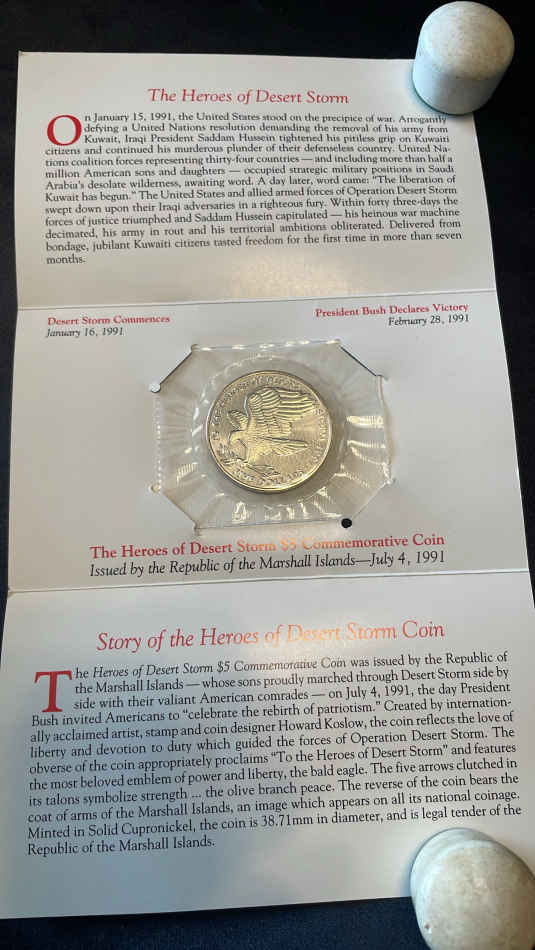 The Heroes of Desert Storm
On January 15, 1991, the United States stood on the precipice of war. Arrogantly
defying a United Nations resolution demanding the removal of his army from
Kuwait, Iraqi President Saddam Hussein tightened his pitiless grip on Kuwaiti
citizens and continued his murderous plunder of their defenseless country. United Na-
tions coalition forces representing thirty-four countries — and including more than half a
million American sons and daughters — occupied strategic military positions in Saudi
Arabia's desolate wilderness, awaiting word. A day later, word came: "The liberation of
Kuwait has begun." The United States and allied armed forces of Operation Desert Storm
swept down upon their Iraqi adversaries in a righteous fury. Within forty three-days the
forces of justice triumphed and Saddam Hussein capitulated — his heinous war machine
decimated, his army in rout and his territorial ambitions obliterated. Delivered from
bondage, jubilant Kuwaiti citizens tasted freedom for the first time in more than seven
months.
Desert Storm Commences
January 16, 1991
President Bush Declares Victory
February 28, 1991
The Heroes of Desert Storm $5 Commemorative Coin
Issued by the Republic of the Marshall Islands—July 4, 1991
Story of the Heroes of Desert Storm Coin
The Heroes of Desert Storm $5 Commemorative Coin was issued by the Republic of
the Marshall Islands — whose sons proudly marched through Desert Storm side by
side with their valiant American comrades — on July 4, 1991, the day President
Bush invited Americans to "celebrate the rebirth of patriotism." Created by internation-
ally acclaimed artist, stamp and coin designer Howard Koslow, the coin reflects the love of
liberty and devotion to duty which guided the forces of Operation Desert Storm. The
obverse of the coin appropriately proclaims "To the Heroes of Desert Storm" and features
the most beloved emblem of power and liberty, the bald eagle. The five arrows clutched in
its talons symbolize strength ... the olive branch peace. The reverse of the coin bears the
coat of arms of the Marshall Islands, an image which appears on all its national coinage.
Minted in Solid Cupronickel, the coin is 38.71mm in diameter, and is legal tender of the
Republic of the Marshall Islands.